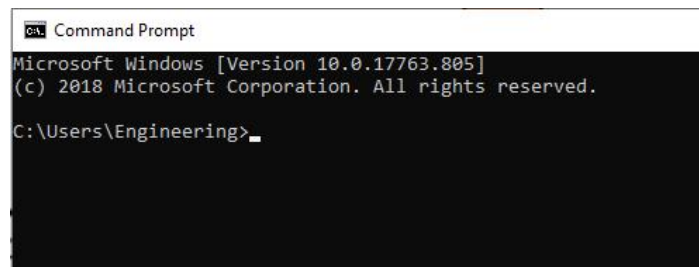 Command Prompt
Microsoft Windows [Version 10.0.17763.805]
(c) 2018 Microsoft Corporation. All rights reserved.
C:\Users\Engineering>